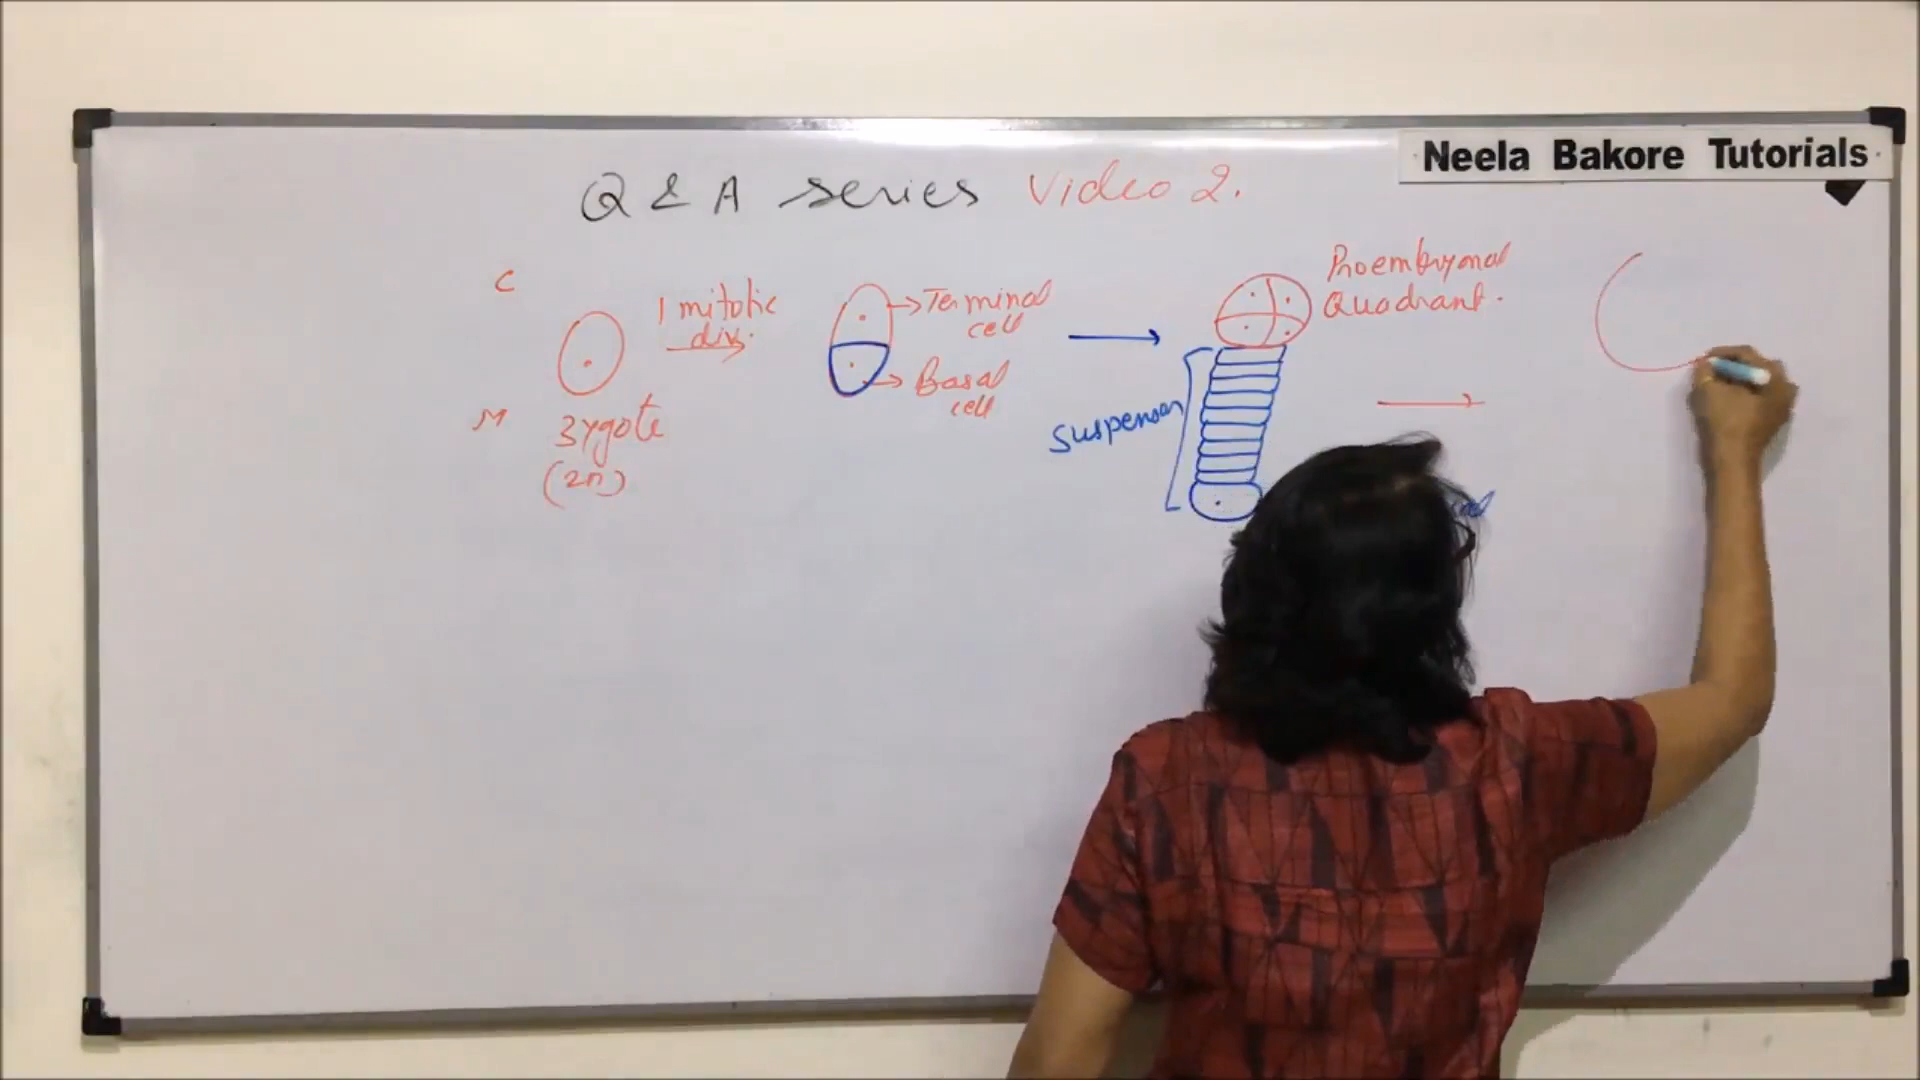 Neela Bakore Tutorials
Q & A series Video 2.
C
1 mitotic
div.
Terminal
cell
Basal
cell
M
Zygote
(2n)
Suspensor
Proembryonal
Quadrant.